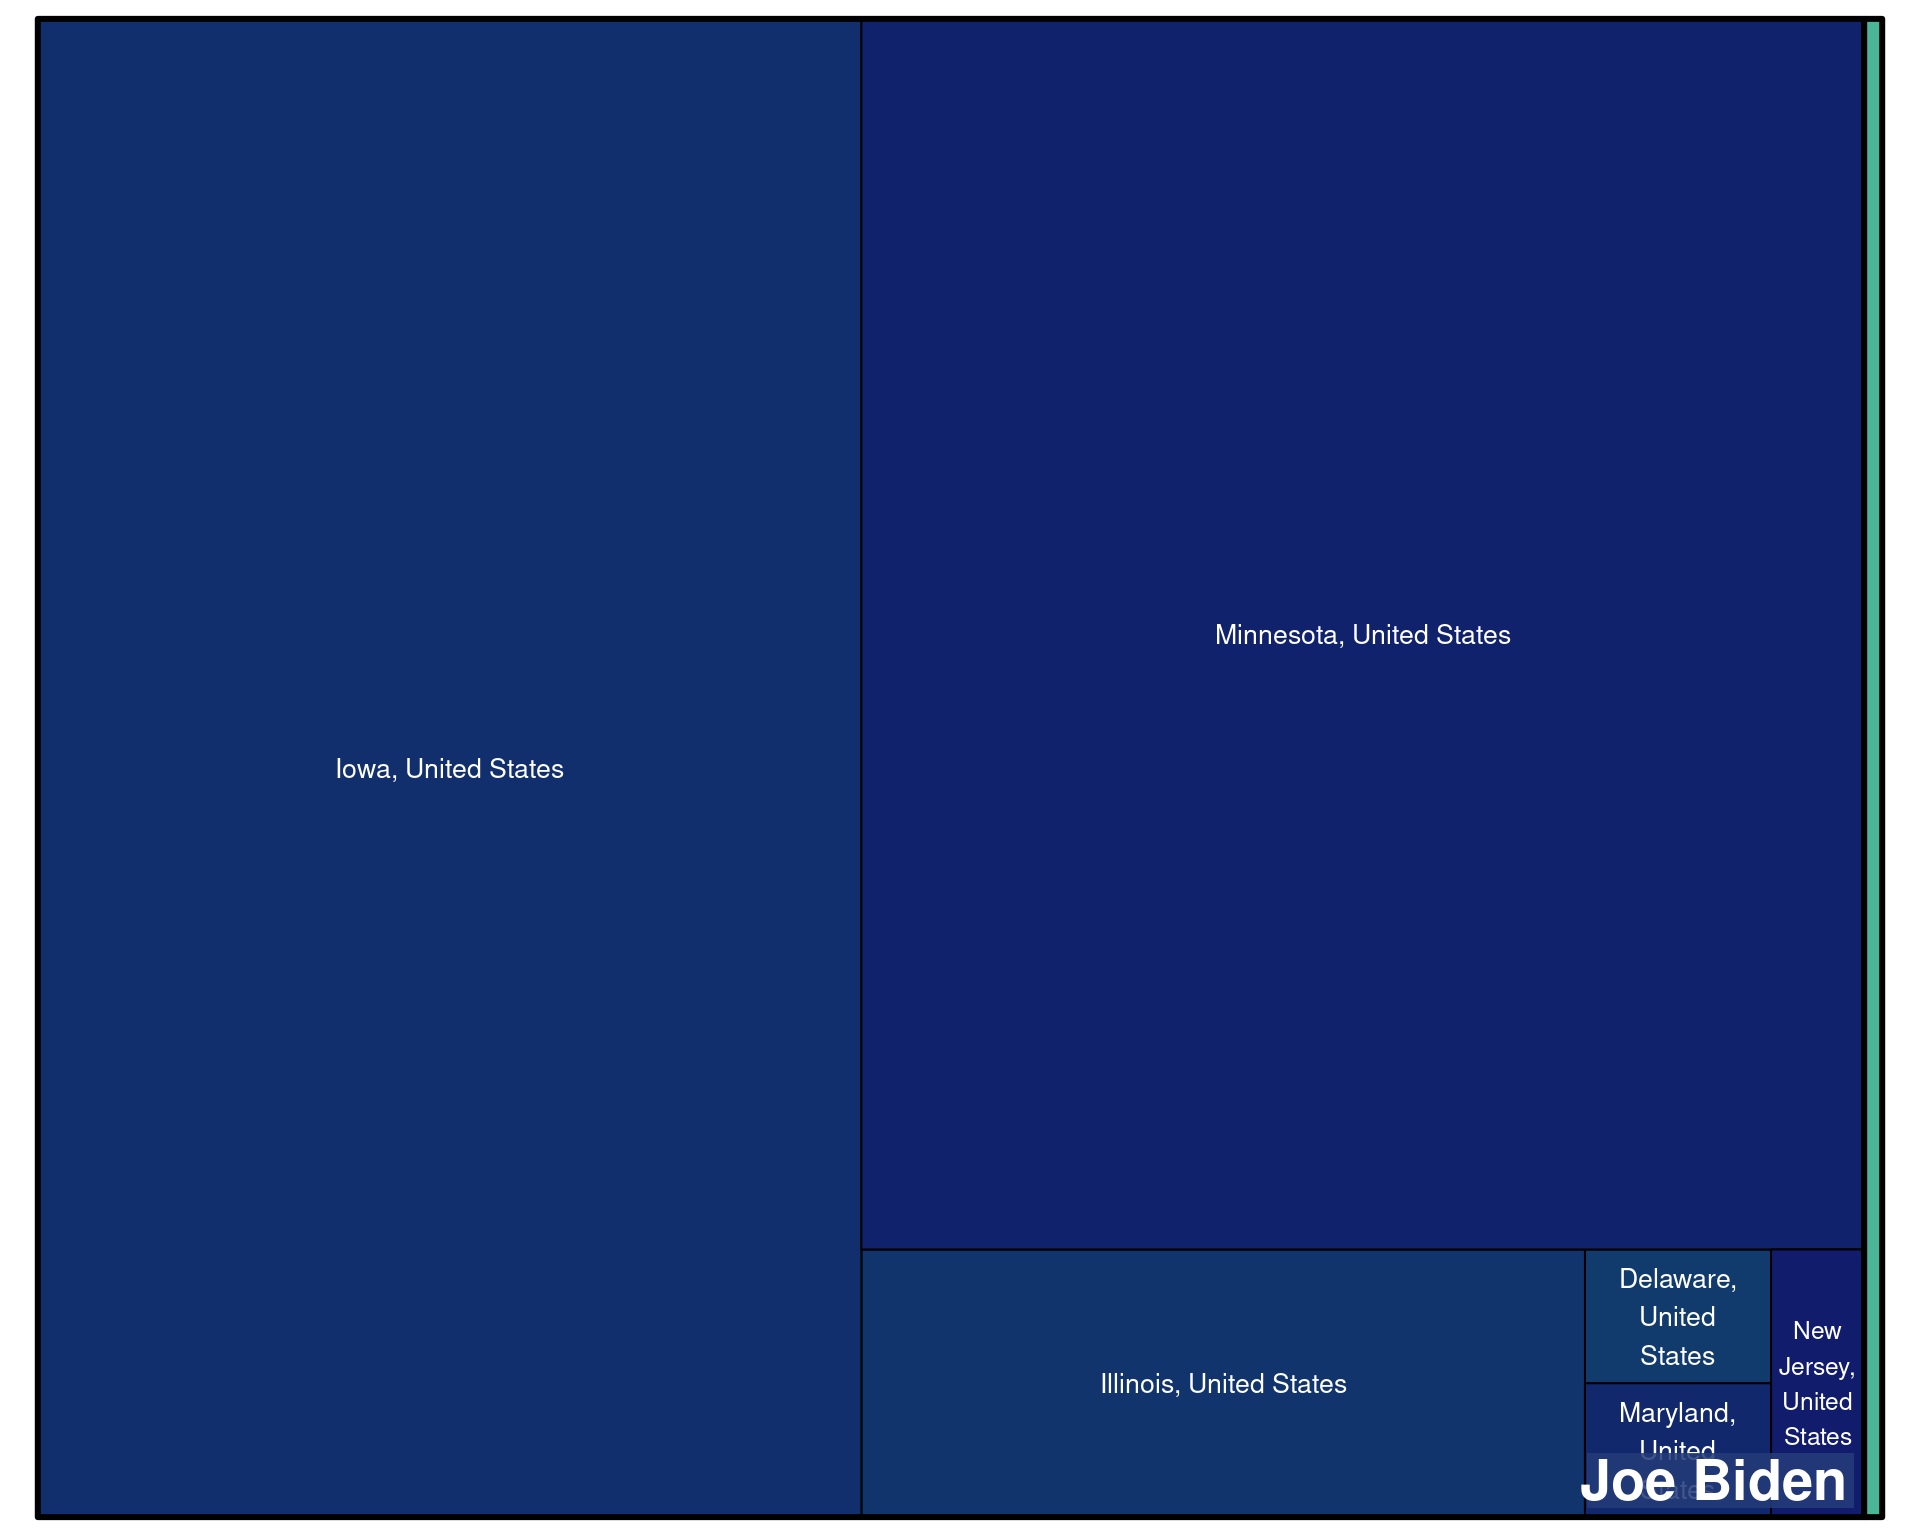 Iowa, United States
Minnesota, United States
Illinois, United States
Delaware,
United
States
Maryland,
United
New
Jersey,
United
States
Joe Biden